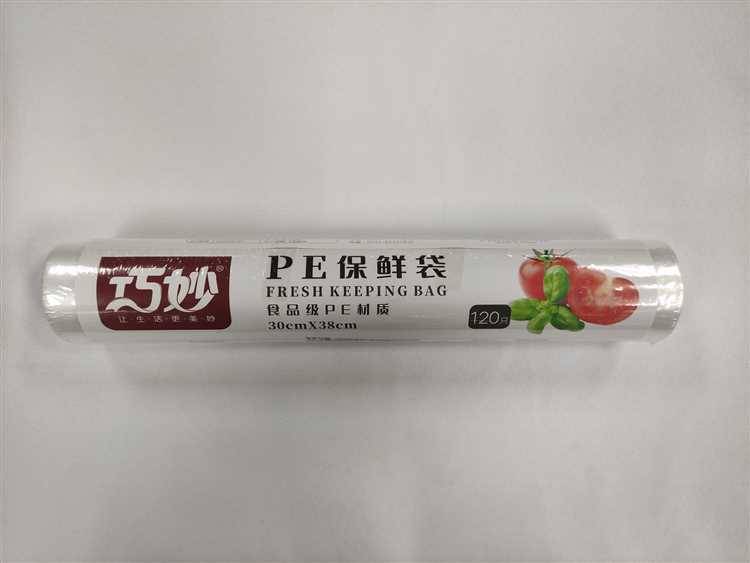 巧妙®
让·生·活·更·美·妙
PE保鲜袋
FRESH KEEPING BAG
食品级PE材质
30cmX38cm
120只